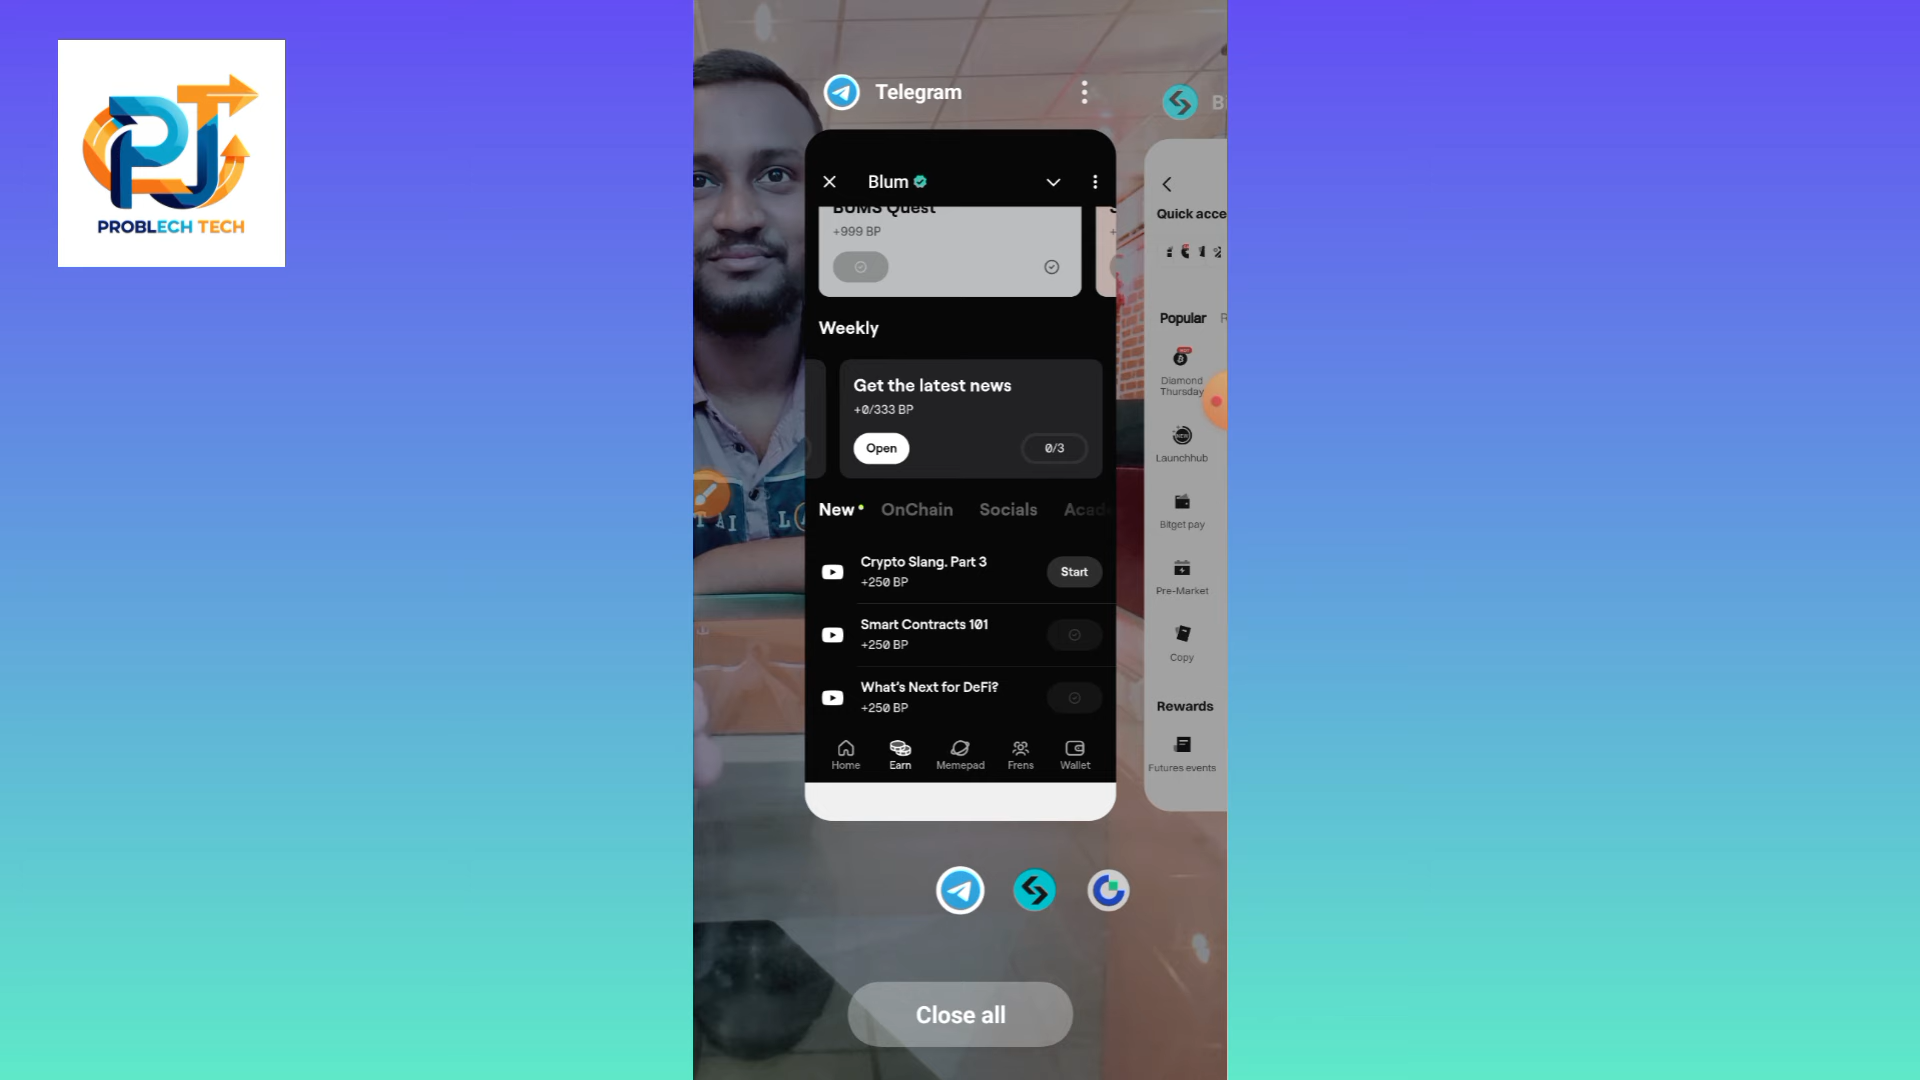 PROBLECH TECH
Telegram
B
Blum
BUMS Quest
+999 BP
Weekly
Get the latest news
+0/333 BP
Open
0/3
New
OnChain
Socials
Acad
Crypto Slang. Part 3
+250 BP
Start
Smart Contracts 101
+250 BP
What's Next for DeFi?
+250 BP
Home
Earn
Memepad
Frens
Wallet
Quick acce
Popular
R
Diamond
Thursday
Launchhub
Bitget pay
Pre-Market
Copy
Rewards
Futures events
Close all